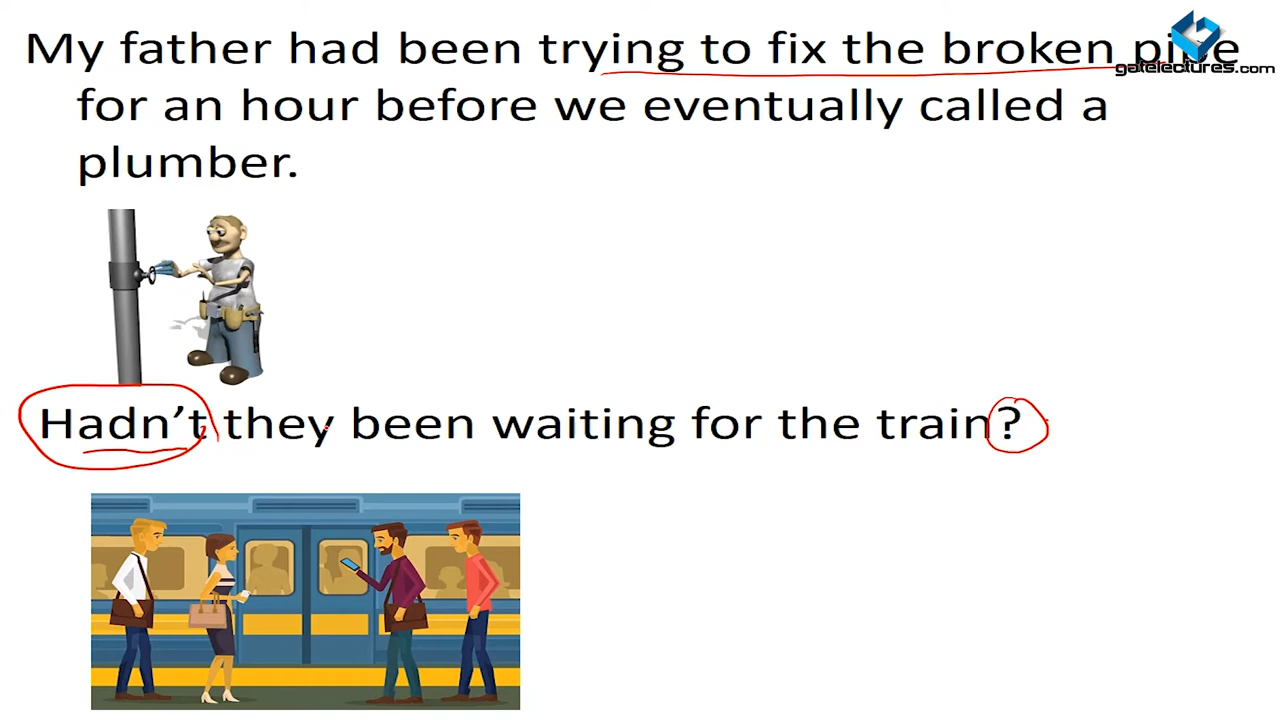 My father had been trying to fix the broken pipe
gatelectures.com
for an hour before we eventually called a
plumber.
Hadn't they been waiting for the train?